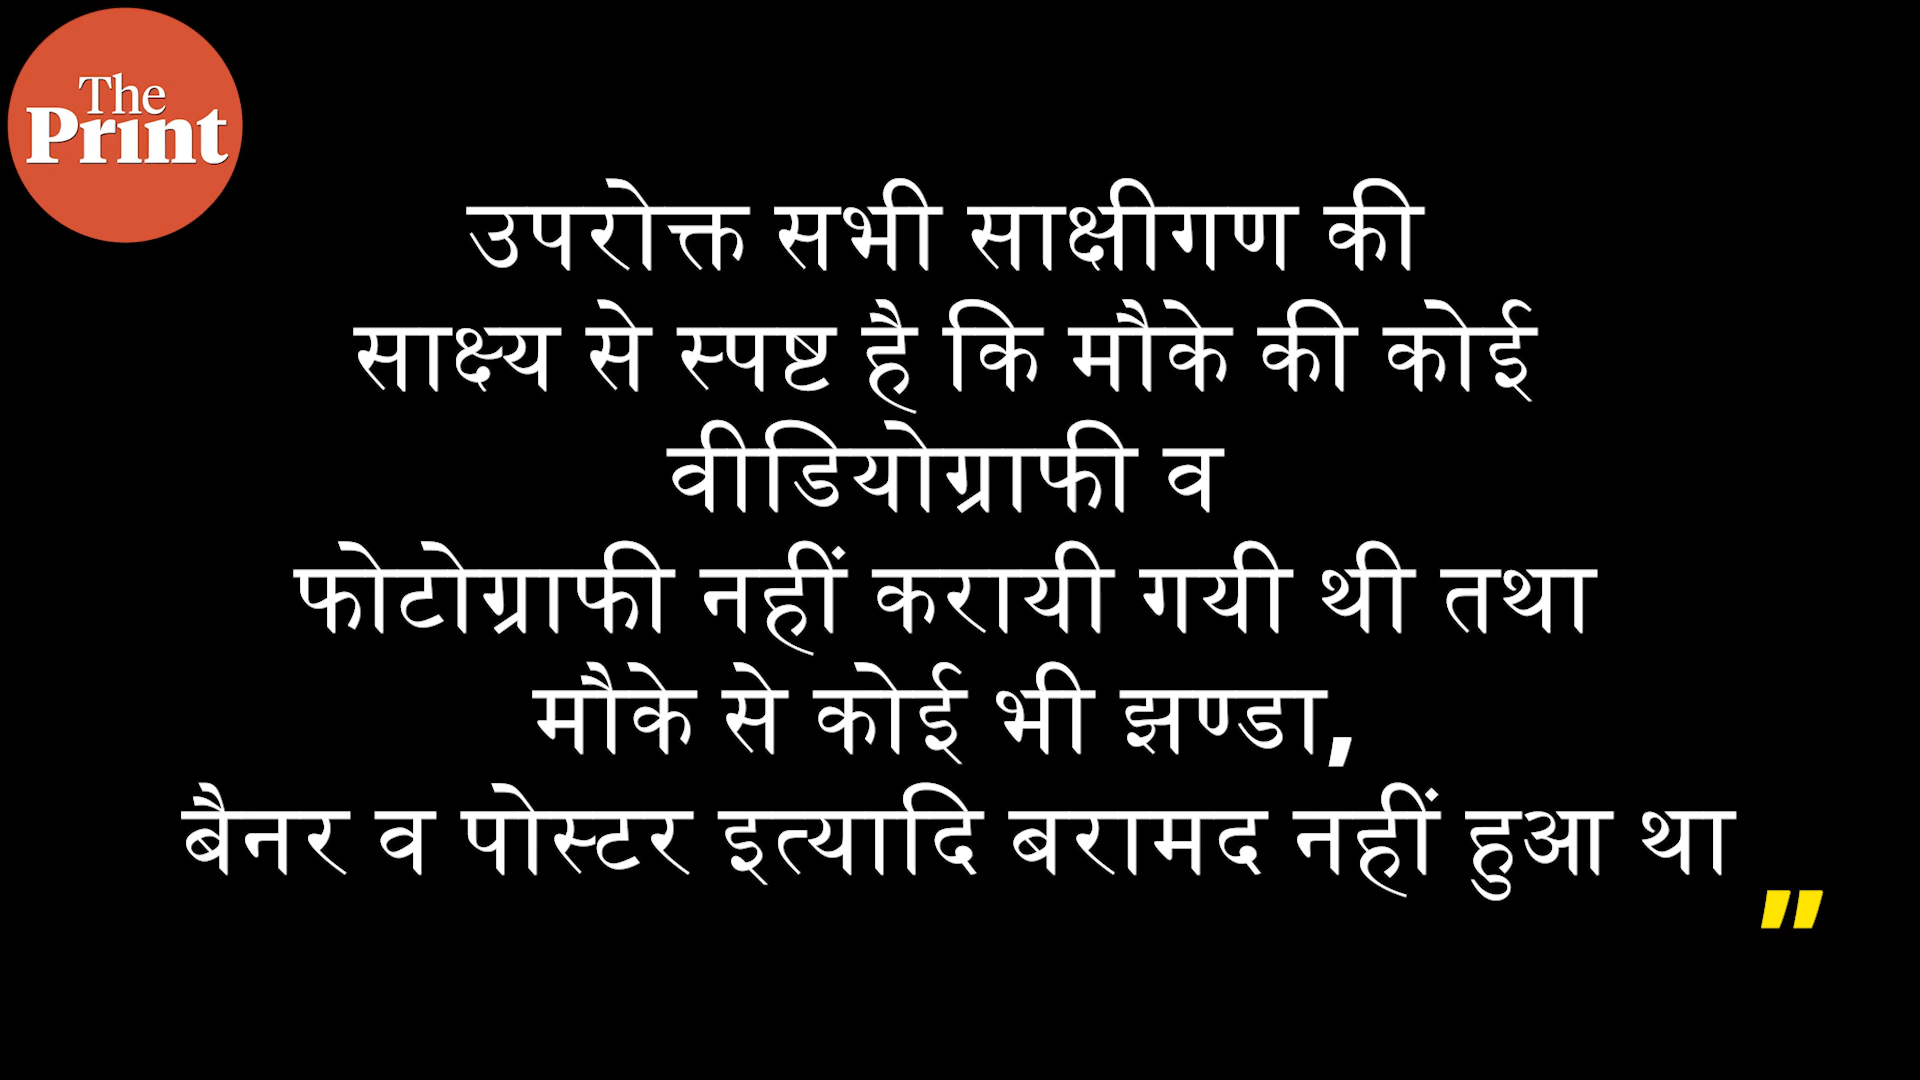 The
Print
उपरोक्त सभी साक्षीगण की
साक्ष्य से स्पष्ट है कि मौके की कोई
वीडियोग्राफी व
फोटोग्राफी नहीं करायी गयी थी तथा
मौके से कोई भी झण्डा,
बैनर व पोस्टर इत्यादि बरामद नहीं हुआ था
"